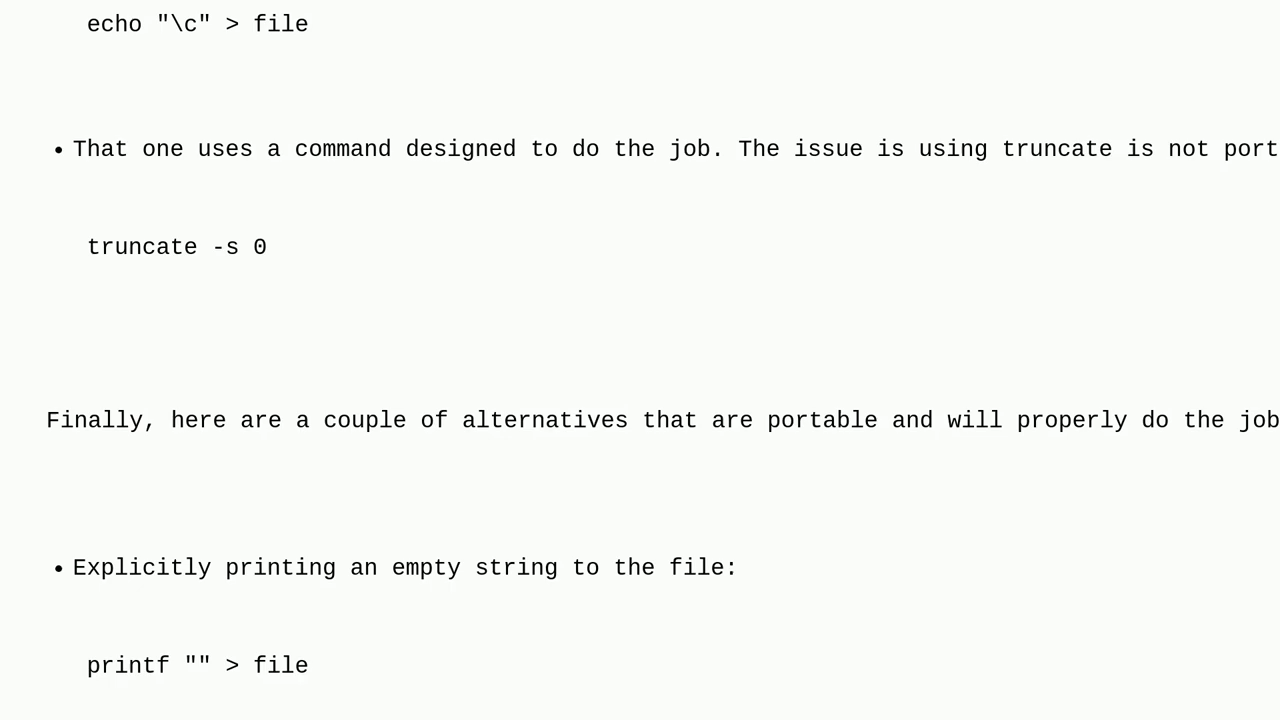 echo "\c" > file
• That one uses a command designed to do the job. The issue is using truncate is not port
truncate -s 0
Finally, here are a couple of alternatives that are portable and will properly do the job
• Explicitly printing an empty string to the file:
printf "" > file